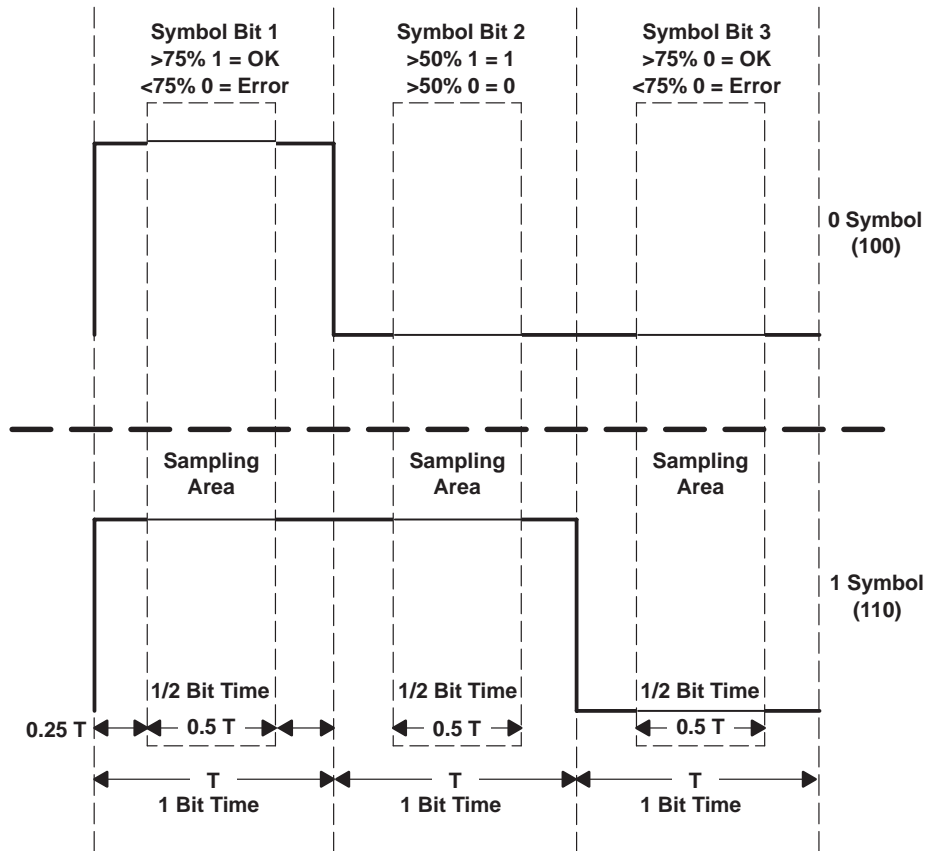 Symbol Bit 1
>75% 1 = OK
<75% 0 = Error
Symbol Bit 2
>50% 1 = 1
>50% 0 = 0
Symbol Bit 3
>75% 0 = OK
<75% 0 = Error
0 Symbol
(100)
Sampling
Area
Sampling
Area
Sampling
Area
1 Symbol
(110)
1/2 Bit Time
1/2 Bit Time
1/2 Bit Time
0.25 T
0.5 T
0.5 T
0.5 T
T
1 Bit Time
T
1 Bit Time
T
1 Bit Time